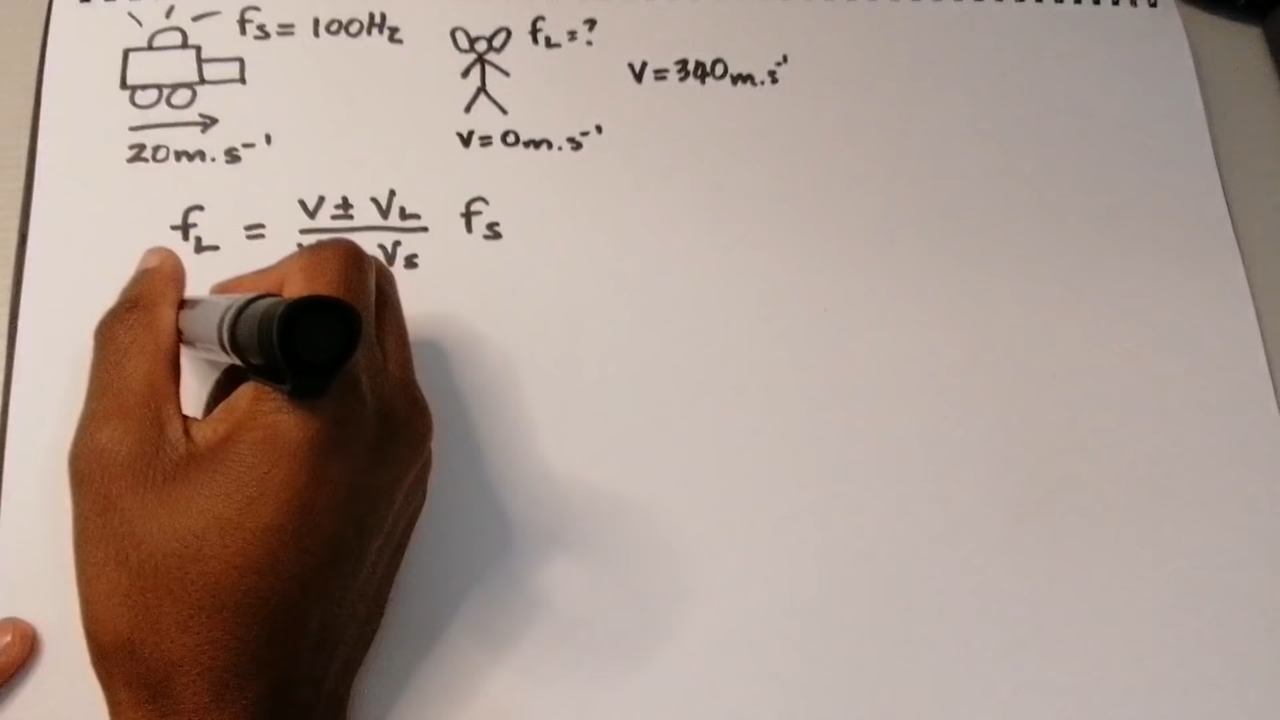 fs = 100Hz
fL = ?
V = 340m.s⁻¹
20m.s⁻¹
V = 0m.s⁻¹
fL = V ± VL fs
Vs